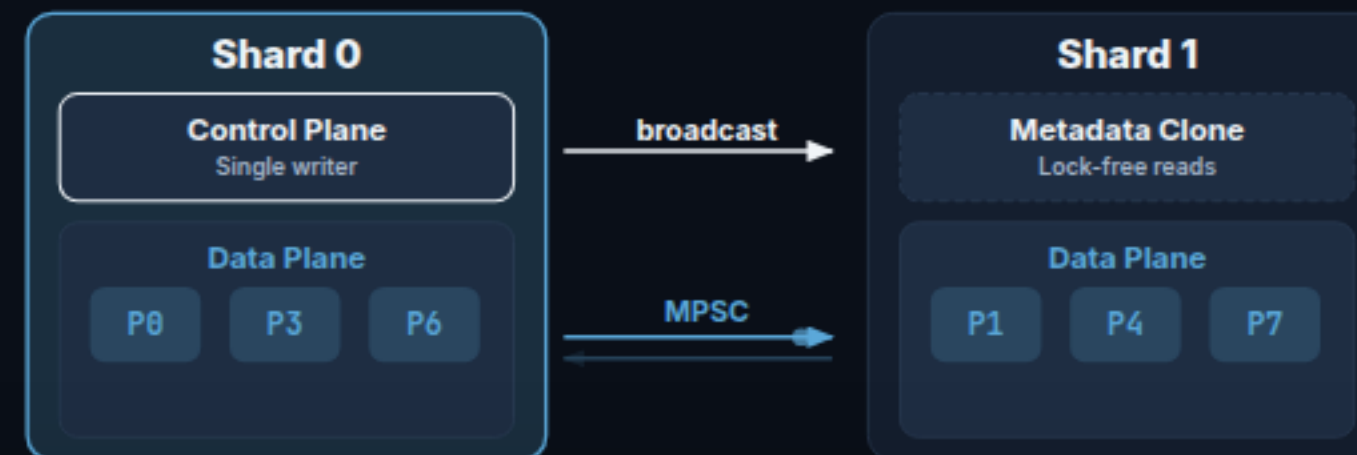 Shard 0
Control Plane
Single writer
Data Plane
P0 P3 P6
broadcast
MPSC
Shard 1
Metadata Clone
Lock-free reads
Data Plane
P1 P4 P7